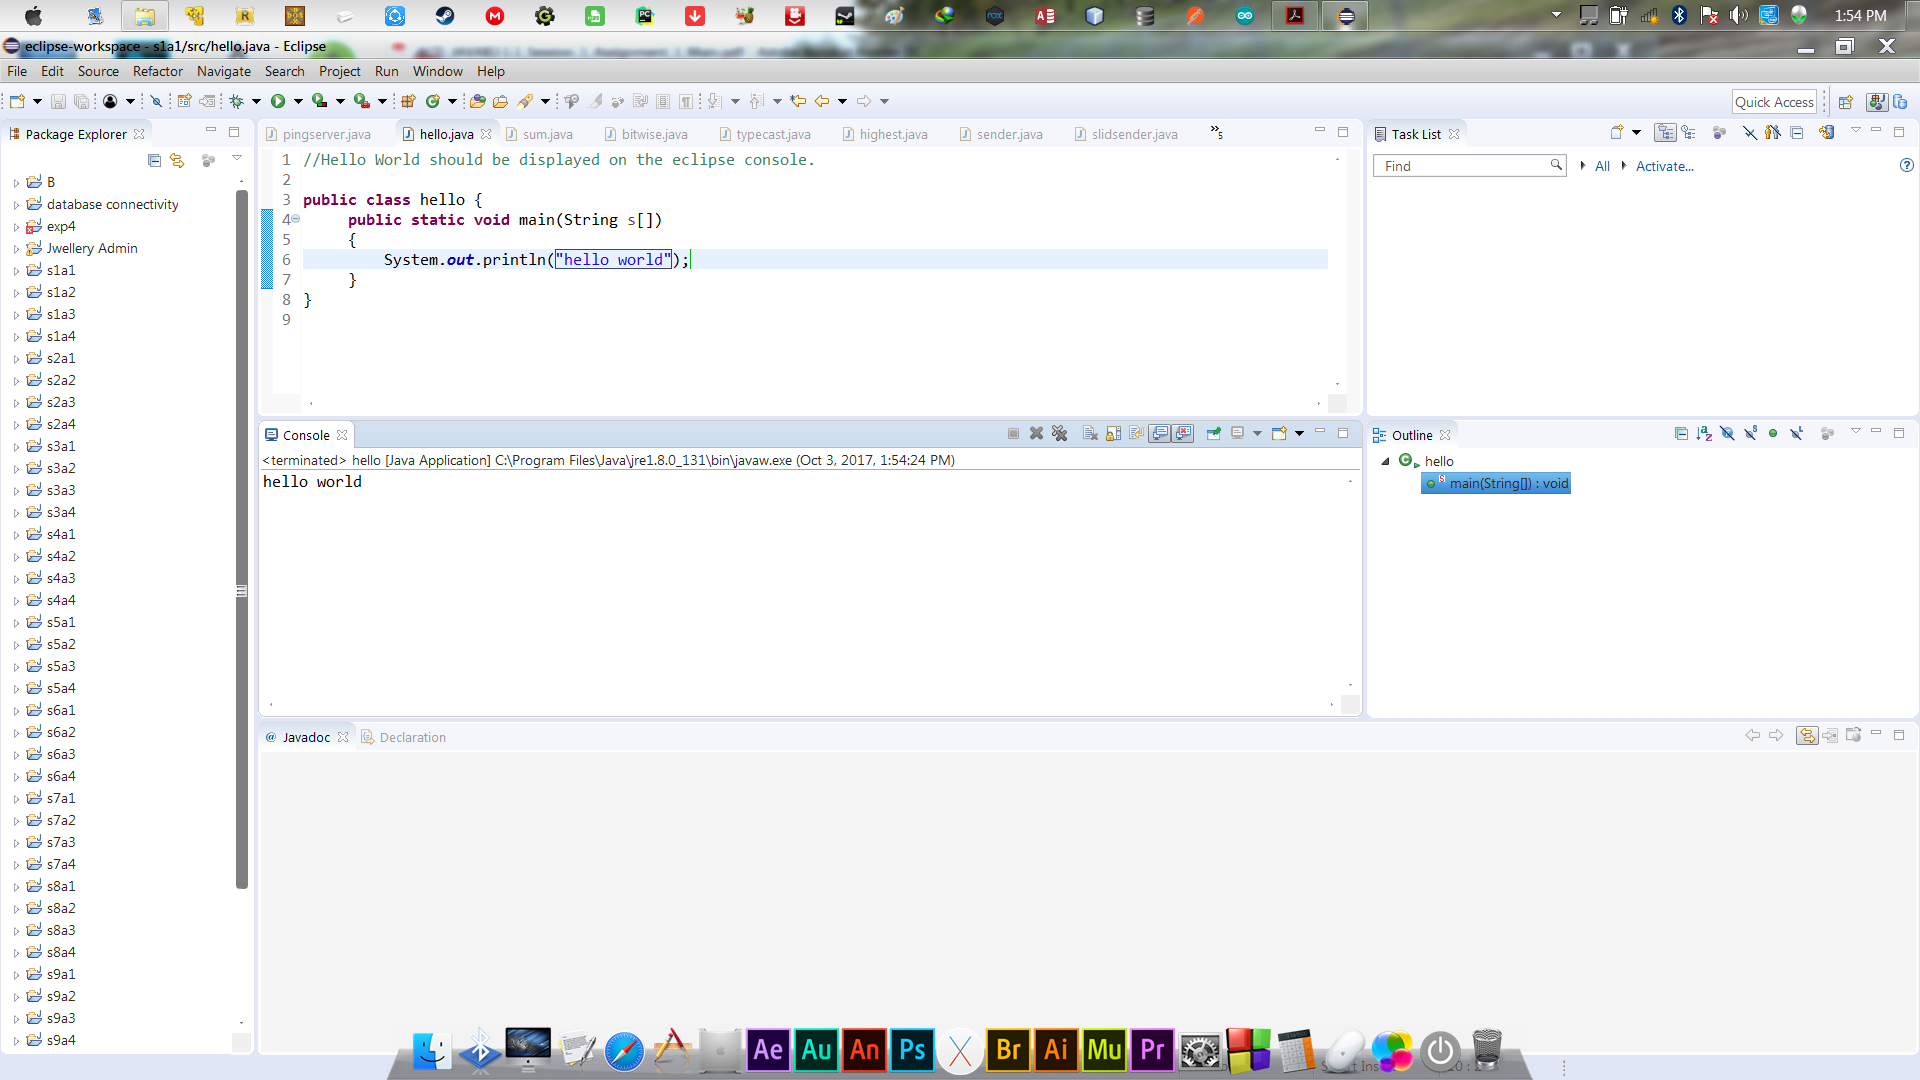 1:54 PM
eclipse-workspace - s1a1/src/hello.java - Eclipse
File Edit Source Refactor Navigate Search Project Run Window Help
Quick Access
Package Explorer
B
database connectivity
exp4
Jwellery Admin
s1a1
s1a2
s1a3
s1a4
s2a1
s2a2
s2a3
s2a4
s3a1
s3a2
s3a3
s3a4
s4a1
s4a2
s4a3
s4a4
s5a1
s5a2
s5a3
s5a4
s6a1
s6a2
s6a3
s6a4
s7a1
s7a2
s7a3
s7a4
s8a1
s8a2
s8a3
s8a4
s9a1
s9a2
s9a3
s9a4
pingserver.java hello.java sum.java bitwise.java typecast.java highest.java sender.java slidsender.java »5
1 //Hello World should be displayed on the eclipse console.
2
3 public class hello {
4 public static void main(String s[])
5 {
6 System.out.println("hello world");
7 }
8 }
9
Console
<terminated> hello [Java Application] C:\Program Files\Java\jre1.8.0_131\bin\javaw.exe (Oct 3, 2017, 1:54:24 PM)
hello world
@ Javadoc Declaration
Task List
Find All Activate...
Outline
hello
main(String[]) : void
Ae Au An Ps X Br Ai Mu Pr